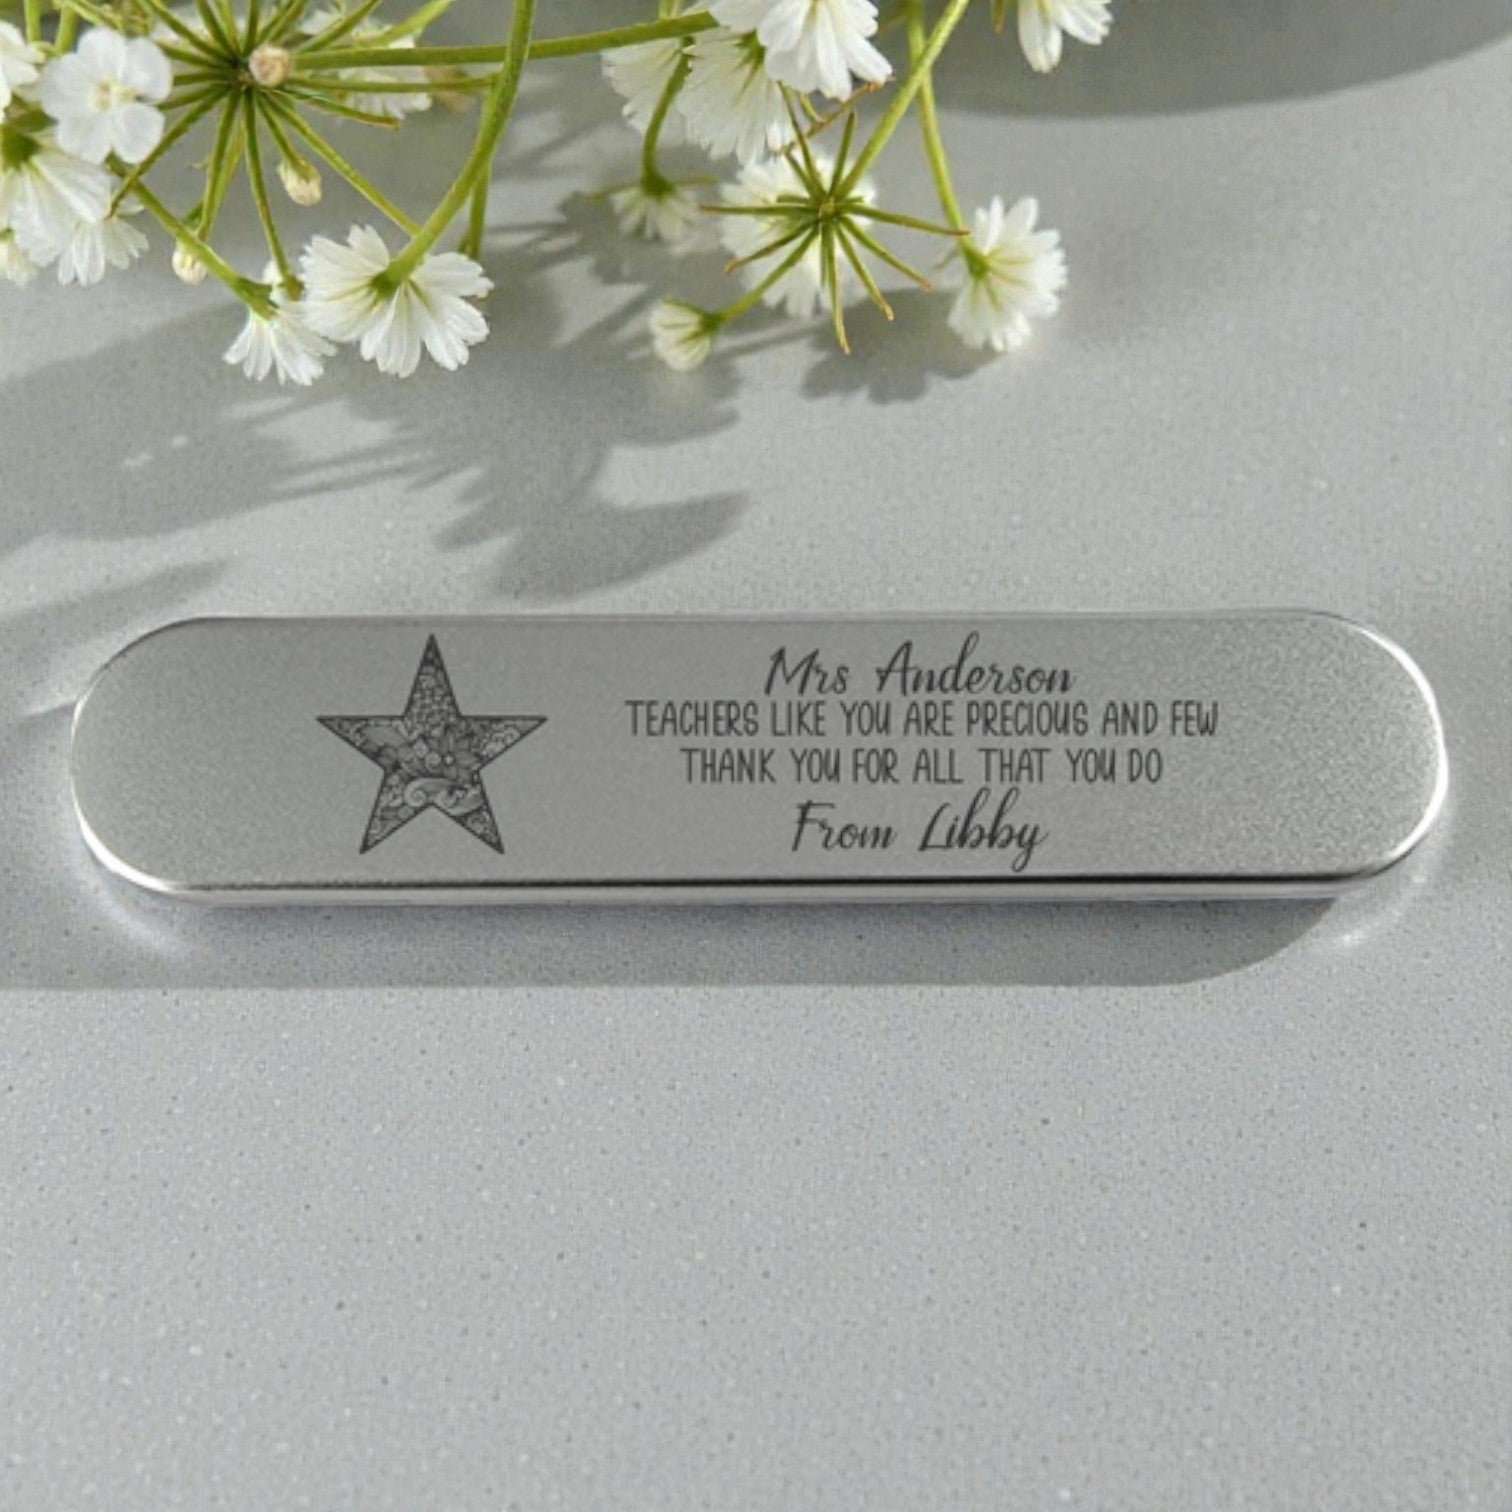 Mrs Anderson
TEACHERS LIKE YOU ARE PRECIOUS AND FEW
THANK YOU FOR ALL THAT YOU DO
From Libby